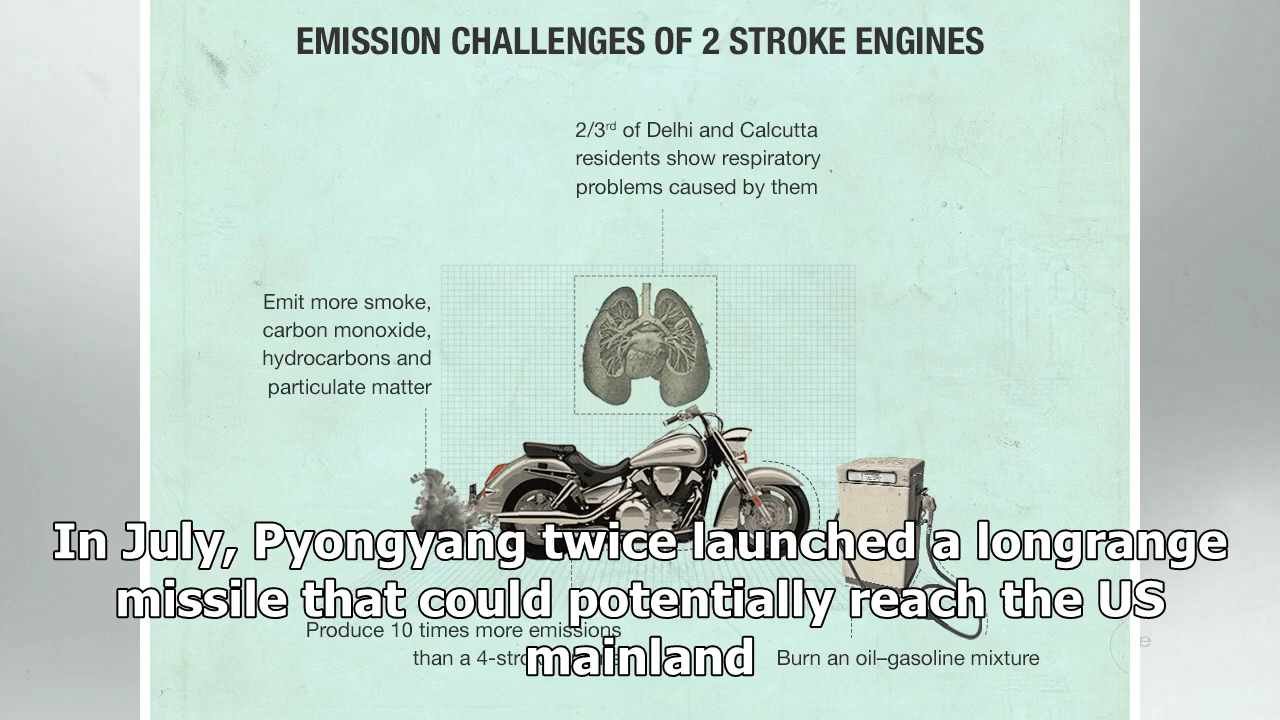 EMISSION CHALLENGES OF 2 STROKE ENGINES
2/3rd of Delhi and Calcutta
residents show respiratory
problems caused by them
Emit more smoke,
carbon monoxide,
hydrocarbons and
particulate matter
In July, Pyongyang twice launched a longrange
missile that could potentially reach the US
mainland
Produce 10 times more emissions
than a 4-stro
Burn an oil–gasoline mixture